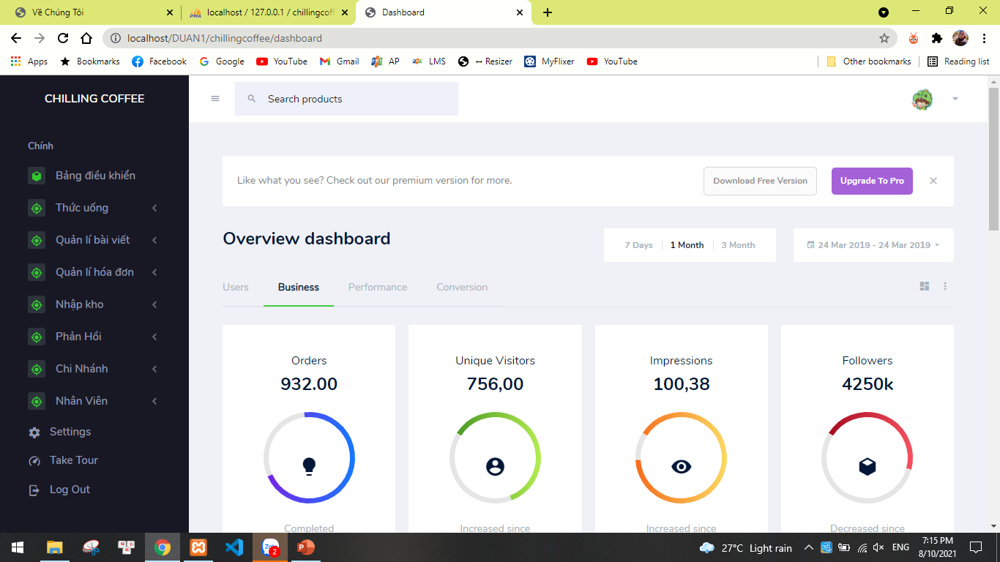 Về Chúng Tôi
localhost / 127.0.0.1 / chillingcoff
Dashboard
localhost/DUAN1/chillingcoffee/dashboard
Apps
Bookmarks
Facebook
Google
YouTube
Gmail
AP
LMS
↔ Resizer
MyFlixer
YouTube
Other bookmarks
Reading list
CHILLING COFFEE
Search products
Chính
Bảng điều khiển
Thức uống
Quản lí bài viết
Quản lí hóa đơn
Nhập kho
Phản Hồi
Chi Nhánh
Nhân Viên
Settings
Take Tour
Log Out
Like what you see? Check out our premium version for more.
Download Free Version
Upgrade To Pro
Overview dashboard
7 Days
1 Month
3 Month
24 Mar 2019 - 24 Mar 2019
Users
Business
Performance
Conversion
Orders
932.00
Completed
Unique Visitors
756,00
Increased since
Impressions
100,38
Increased since
Followers
4250k
Decreased since
27°C Light rain
ENG
7:15 PM
8/10/2021